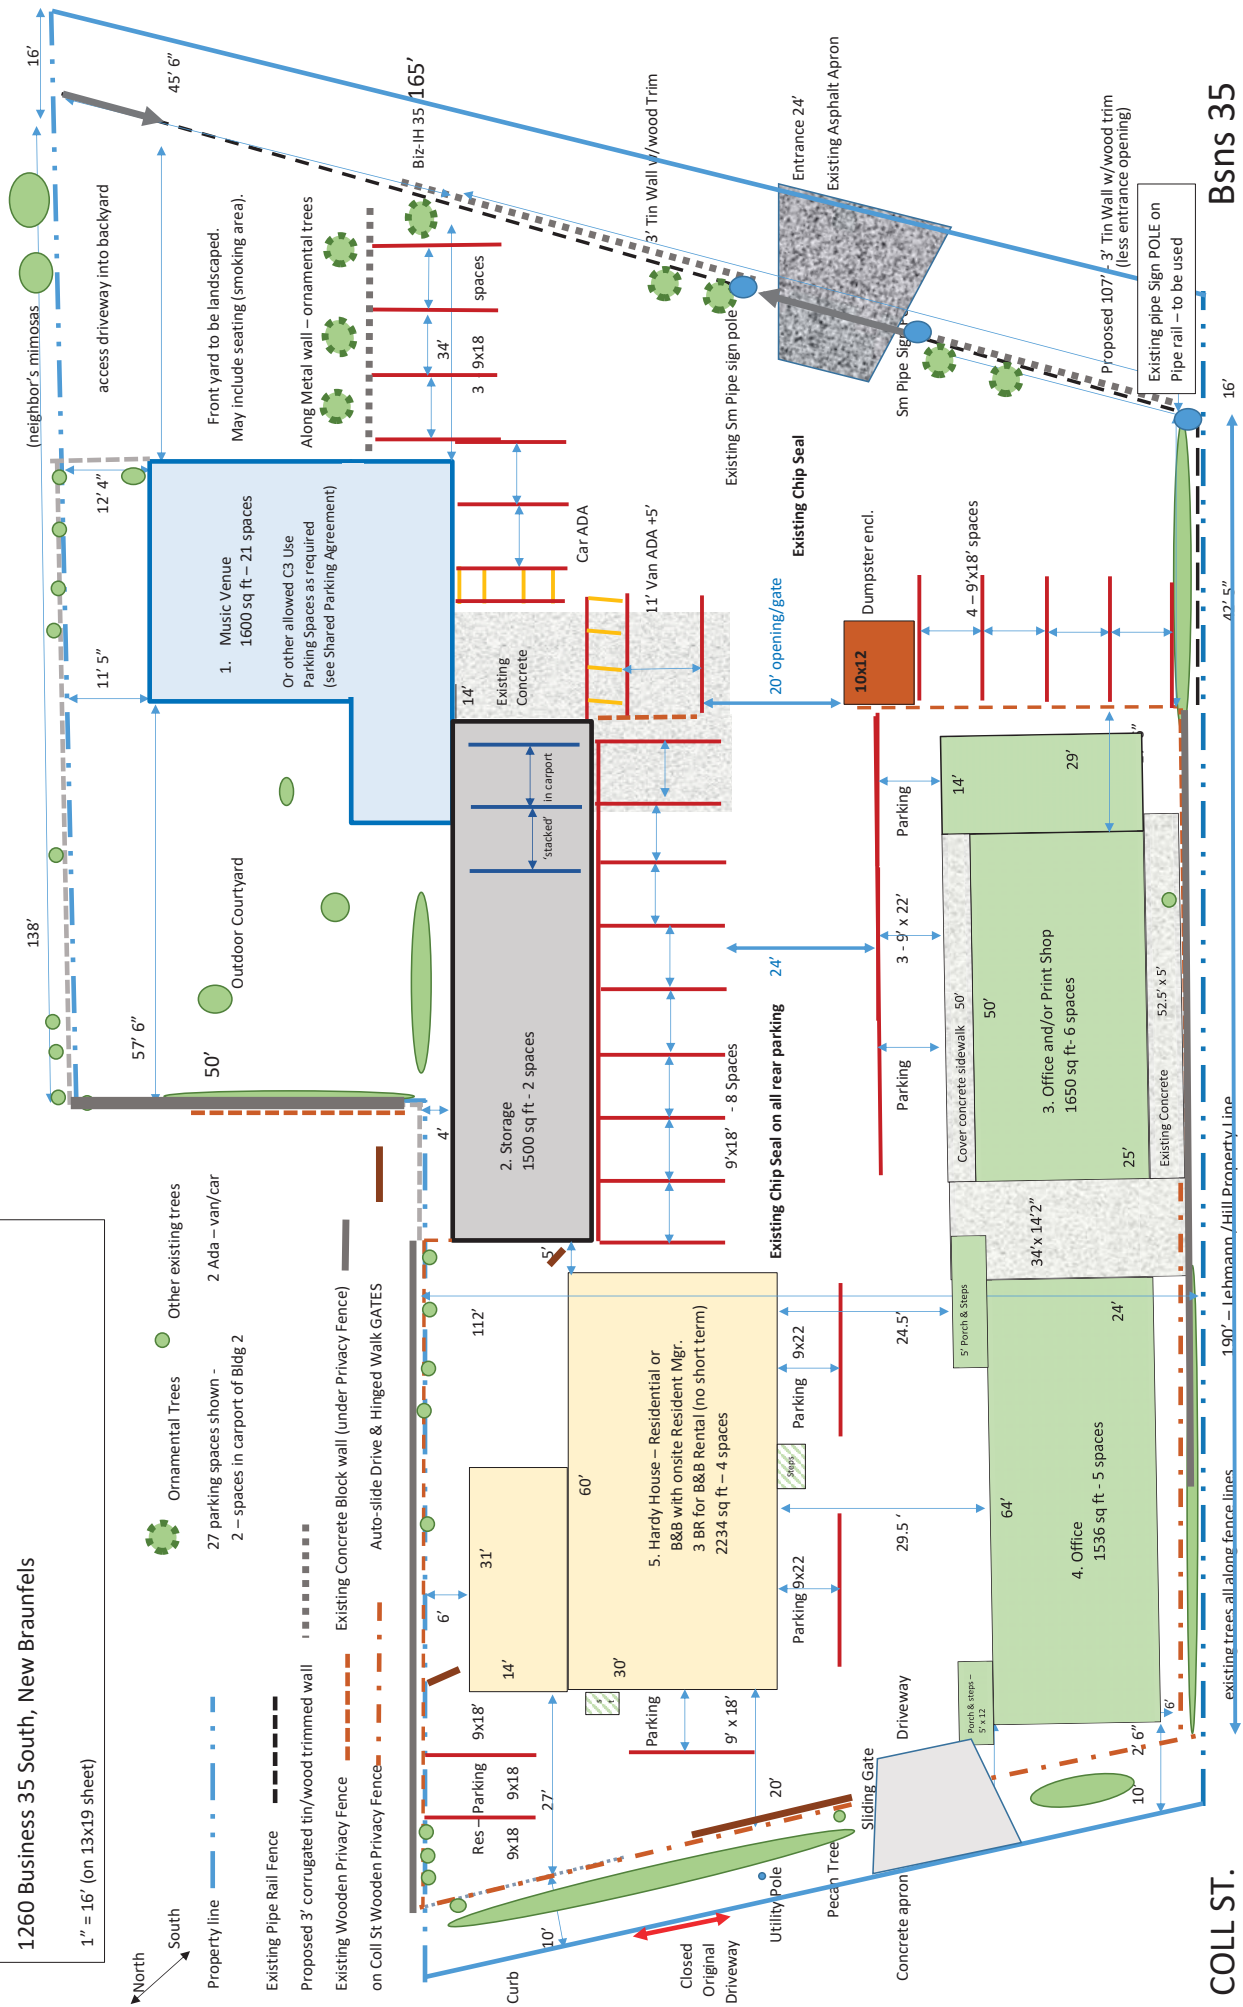 1260 Business 35 South, New Braunfels
1” = 16’ (on 13x19 sheet)
North
South
Ornamental Trees
Other existing trees
27 parking spaces shown -
2 – spaces in carport of Bldg 2
2 Ada – van/car
Property line
Existing Pipe Rail Fence
Proposed 3’ corrugated tin/wood trimmed wall
Existing Wooden Privacy Fence
Existing Concrete Block wall (under Privacy Fence)
on Coll St Wooden Privacy Fence
Auto-slide Drive & Hinged Walk GATES
138’
(neighbor’s mimosas
16’
45’ 6”
access driveway into backyard
12’ 4”
11’ 5”
57’ 6”
50’
Outdoor Courtyard
Front yard to be landscaped.
May include seating (smoking area).
Along Metal wall – ornamental trees
Biz-IH 35
165’
1. Music Venue
1600 sq ft – 21 spaces
Or other allowed C3 Use
Parking Spaces as required
(see Shared Parking Agreement)
34’
3 9x18 spaces
3’ Tin Wall w/wood Trim
Entrance 24’
Existing Asphalt Apron
Existing Sm Pipe sign pole
Sm Pipe Sign
Car ADA
11’ Van ADA +5’
14’
Existing
Concrete
‘stacked’ in carport
4’
2. Storage
1500 sq ft - 2 spaces
9’x18’ - 8 Spaces
Existing Chip Seal
Existing Chip Seal on all rear parking
20’ opening/gate
24’
Dumpster encl.
10x12
4 – 9’x18’ spaces
Proposed 107’ - 3’ Tin Wall w/wood trim
(less entrance opening)
Existing pipe Sign POLE on
Pipe rail – to be used
Bsns 35
16’
42’ 5”
Parking
3 - 9’ x 22’
Parking
14’
29’
Cover concrete sidewalk 50’
50’
3. Office and/or Print Shop
1650 sq ft- 6 spaces
25’
Existing Concrete 52.5’ x 5’
34’x 14’2”
5’
112’
6’
31’
14’
60’
30’
5. Hardy House – Residential or
B&B with onsite Resident Mgr.
3 BR for B&B Rental (no short term)
2234 sq ft – 4 spaces
Steps
9x22
Parking
Parking 9x22
24.5’
29.5 ‘
5’ Porch & Steps
24’
64’
4. Office
1536 sq ft - 5 spaces
Porch & steps –
5’ x 12
6’
2’ 6”
10’
9x18’
Res – Parking
9x18
9x18
27’
Parking
9’ x 18’
20’
Driveway
Sliding Gate
Pecan Tree
Utility Pole
Concrete apron
10’
Curb
Closed
Original
Driveway
existing trees all along fence lines
190’ – Lehmann /Hill Property Line
COLL ST.